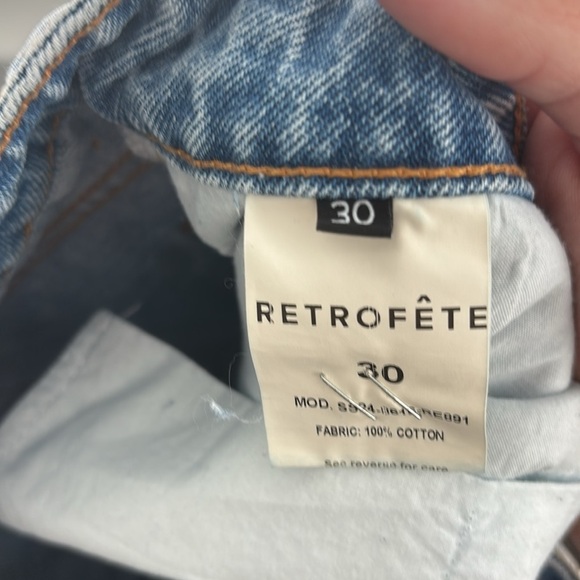 30
RETROFÊTE
30
MOD.
FABRIC: 100% COTTON
See reverse for care